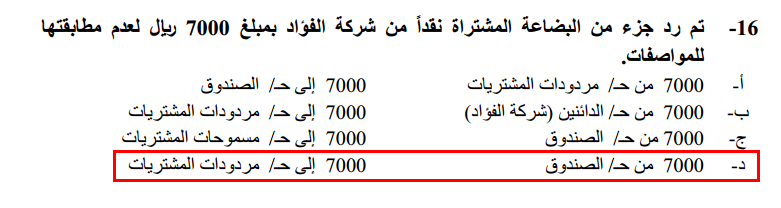 16- تم رد جزء من البضاعة المشتراة نقداً من شركة الفؤاد بمبلغ 7000 ريال لعدم مطابقتها
للمواصفات.
أ- 7000 من حـ/ مردودات المشتريات 7000 إلى حـ/ الصندوق
ب- 7000 من حـ/ الدائنين (شركة الفؤاد) 7000 إلى حـ/ مردودات المشتريات
ج- 7000 من حـ/ الصندوق 7000 إلى حـ/ مسموحات المشتريات
د- 7000 من حـ/ الصندوق 7000 إلى حـ/ مردودات المشتريات